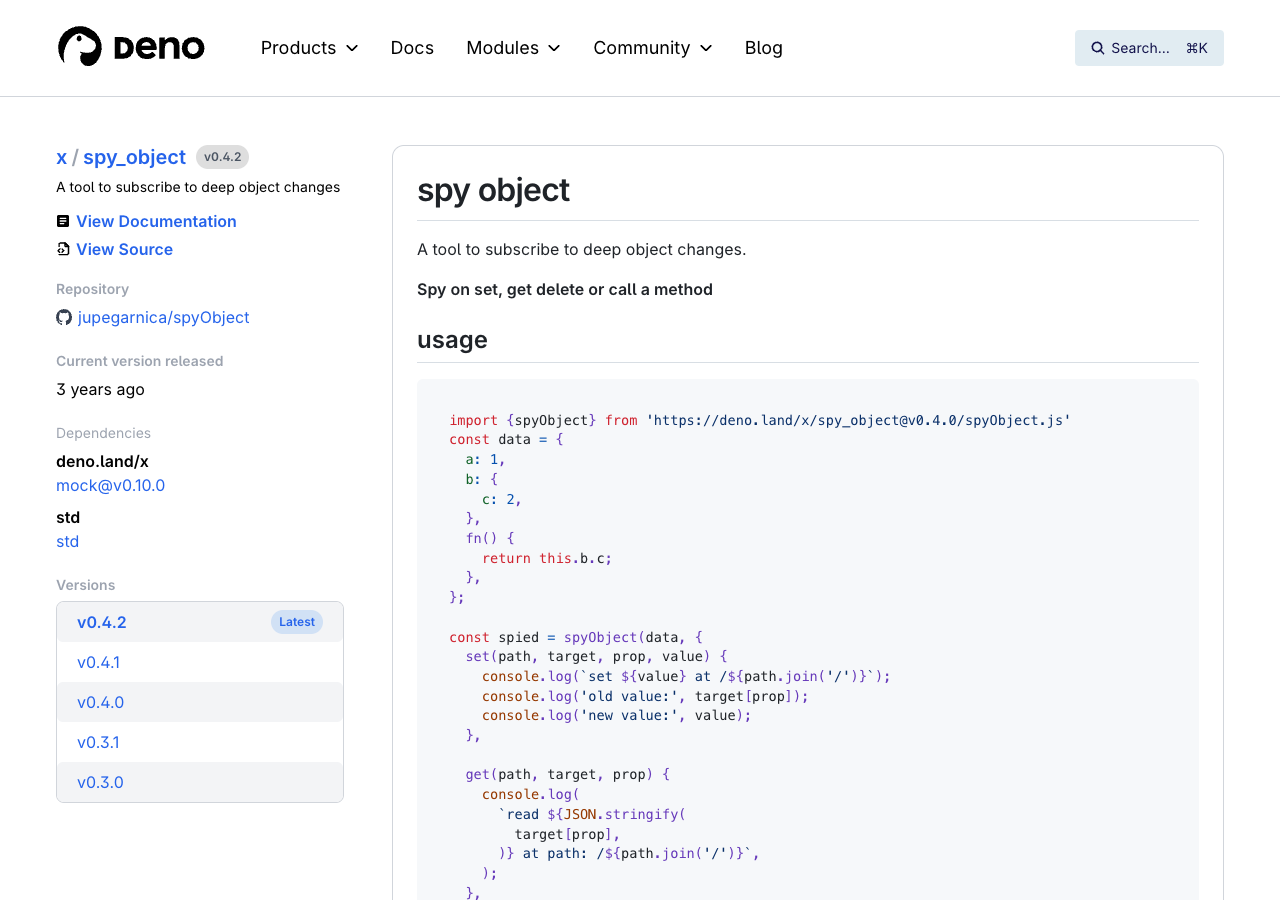 DENO
Products
Docs
Modules
Community
Blog
Search... ⌘K
x / spy_object v0.4.2
A tool to subscribe to deep object changes
View Documentation
View Source
Repository
jupegarnica/spyObject
Current version released
3 years ago
Dependencies
deno.land/x
mock@v0.10.0
std
std
Versions
v0.4.2 Latest
v0.4.1
v0.4.0
v0.3.1
v0.3.0
spy object
A tool to subscribe to deep object changes.
Spy on set, get delete or call a method
usage
import {spyObject} from 'https://deno.land/x/spy_object@v0.4.0/spyObject.js'
const data = {
  a: 1,
  b: {
    c: 2,
  },
  fn() {
    return this.b.c;
  },
};
const spied = spyObject(data, {
  set(path, target, prop, value) {
    console.log(`set ${value} at /${path.join('/')}`);
    console.log('old value:', target[prop]);
    console.log('new value:', value);
  },
  get(path, target, prop) {
    console.log(
      `read ${JSON.stringify(
        target[prop],
      )} at path: /${path.join('/')}`,
    );
  },